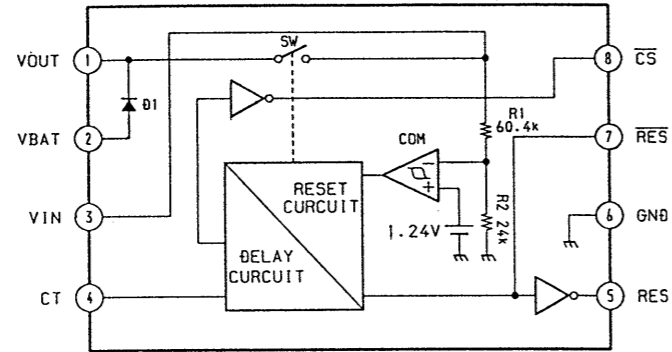 VOUT 1
SW
8 CS
D1
R1
60.4k
VBAT 2
COM
7 RES
−
+
RESET
CURCUIT
R2 24k
VIN 3
6 GND
1.24V
DELAY
CURCUIT
CT 4
5 RES